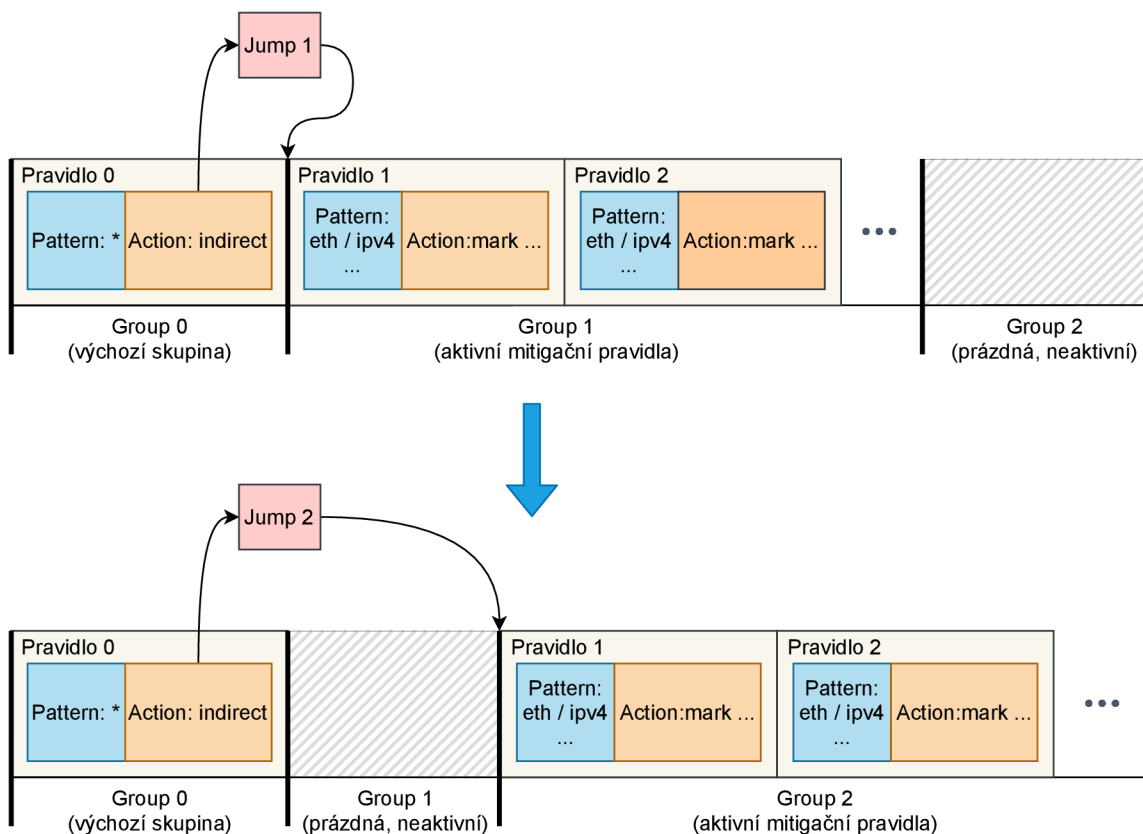 Jump 1
Pravidlo 0
Pattern: *
Action: indirect
Pravidlo 1
Pattern:
eth / ipv4
...
Action:mark ...
Pravidlo 2
Pattern:
eth / ipv4
...
Action:mark ...
Group 0
(výchozí skupina)
Group 1
(aktivní mitigační pravidla)
Group 2
(prázdná, neaktivní)
Jump 2
Pravidlo 0
Pattern: *
Action: indirect
Pravidlo 1
Pattern:
eth / ipv4
...
Action:mark ...
Pravidlo 2
Pattern:
eth / ipv4
...
Action:mark ...
Group 0
(výchozí skupina)
Group 1
(prázdná, neaktivní)
Group 2
(aktivní mitigační pravidla)